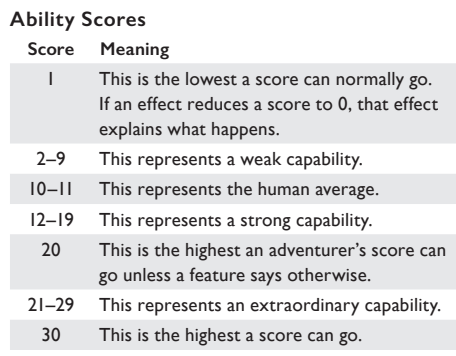 Ability Scores
Score Meaning
1 This is the lowest a score can normally go.
If an effect reduces a score to 0, that effect
explains what happens.
2–9 This represents a weak capability.
10–11 This represents the human average.
12–19 This represents a strong capability.
20 This is the highest an adventurer’s score can
go unless a feature says otherwise.
21–29 This represents an extraordinary capability.
30 This is the highest a score can go.